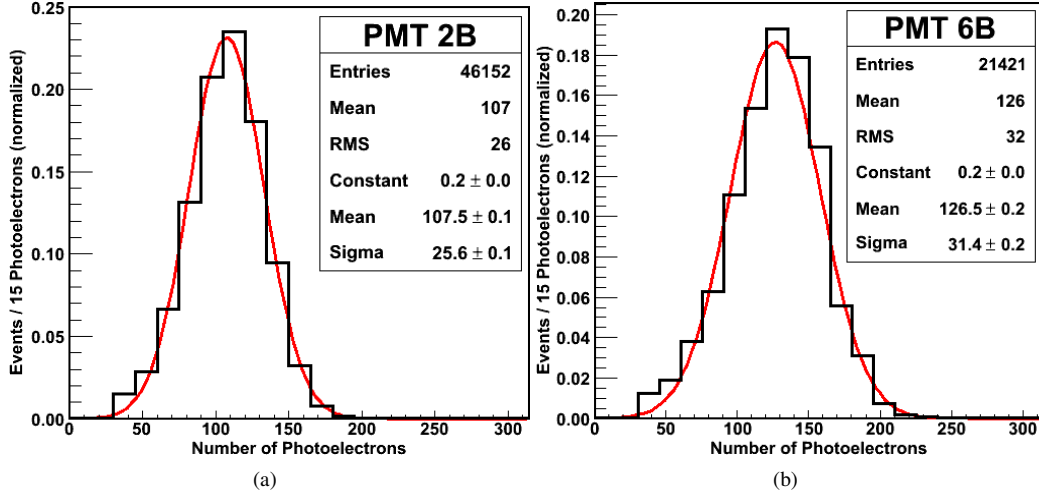 PMT 2B
Entries 46152
Mean 107
RMS 26
Constant 0.2 ± 0.0
Mean 107.5 ± 0.1
Sigma 25.6 ± 0.1
Events / 15 Photoelectrons (normalized)
0.25
0.20
0.15
0.10
0.05
0.00
0 50 100 150 200 250 300
Number of Photoelectrons
(a)
PMT 6B
Entries 21421
Mean 126
RMS 32
Constant 0.2 ± 0.0
Mean 126.5 ± 0.2
Sigma 31.4 ± 0.2
Events / 15 Photoelectrons (normalized)
0.20
0.18
0.16
0.14
0.12
0.10
0.08
0.06
0.04
0.02
0.00
0 50 100 150 200 250 300
Number of Photoelectrons
(b)